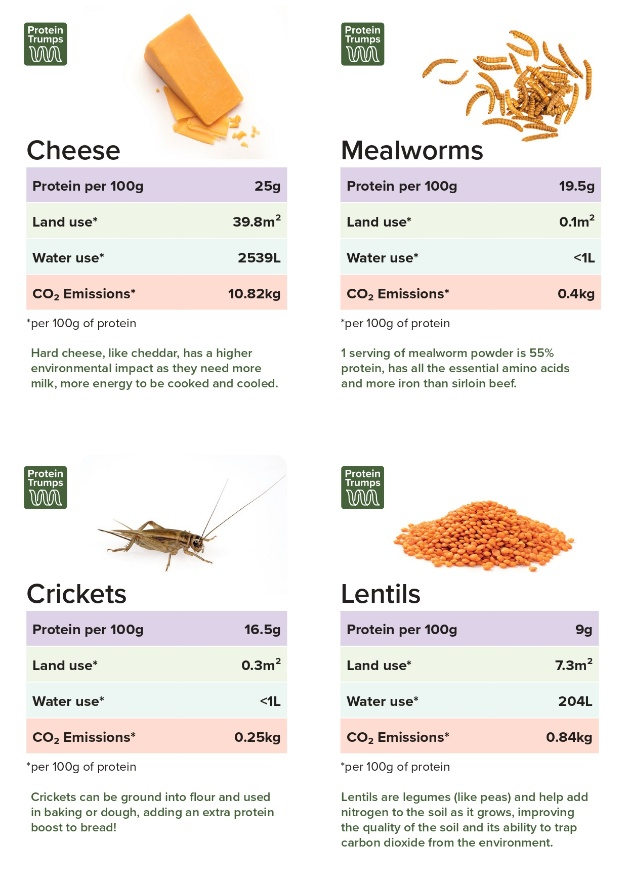 Protein
Trumps
Cheese
Protein per 100g 25g
Land use* 39.8m²
Water use* 2539L
CO₂ Emissions* 10.82kg
*per 100g of protein
Hard cheese, like cheddar, has a higher
environmental impact as they need more
milk, more energy to be cooked and cooled.
Protein
Trumps
Mealworms
Protein per 100g 19.5g
Land use* 0.1m²
Water use* <1L
CO₂ Emissions* 0.4kg
*per 100g of protein
1 serving of mealworm powder is 55%
protein, has all the essential amino acids
and more iron than sirloin beef.
Protein
Trumps
Crickets
Protein per 100g 16.5g
Land use* 0.3m²
Water use* <1L
CO₂ Emissions* 0.25kg
*per 100g of protein
Crickets can be ground into flour and used
in baking or dough, adding an extra protein
boost to bread!
Protein
Trumps
Lentils
Protein per 100g 9g
Land use* 7.3m²
Water use* 204L
CO₂ Emissions* 0.84kg
*per 100g of protein
Lentils are legumes (like peas) and help add
nitrogen to the soil as it grows, improving
the quality of the soil and its ability to trap
carbon dioxide from the environment.